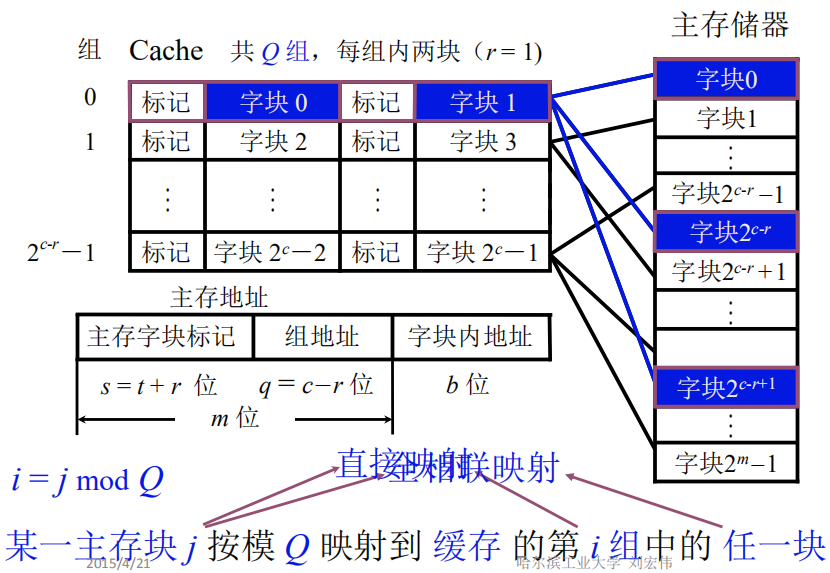 主存储器
组 Cache 共 Q 组，每组内两块（r = 1)
0 标记 字块 0 标记 字块 1
1 标记 字块 2 标记 字块 3
⋮ ⋮ ⋮ ⋮
2^{c-r}－1 标记 字块 2^c－2 标记 字块 2^c－1
字块0
字块1
⋮
字块2^{c-r}－1
字块2^{c-r}
字块2^{c-r}＋1
⋮
字块2^{c-r+1}
⋮
字块2^m－1
主存地址
主存字块标记 组地址 字块内地址
s = t + r 位 q = c－r 位 b 位
m 位
直接映射
全相联映射
i = j mod Q
某一主存块 j 按模 Q 映射到 缓存 的第 i 组中的 任一块
2015/4/21 哈尔滨工业大学 刘宏伟